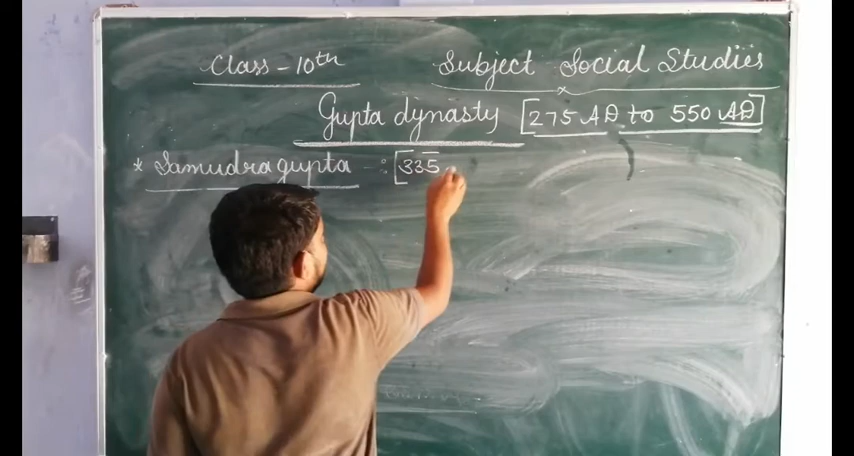 Class - 10th Subject Social Studies
Gupta dynasty [275 AD to 550 AD]
* Samudragupta -: [335